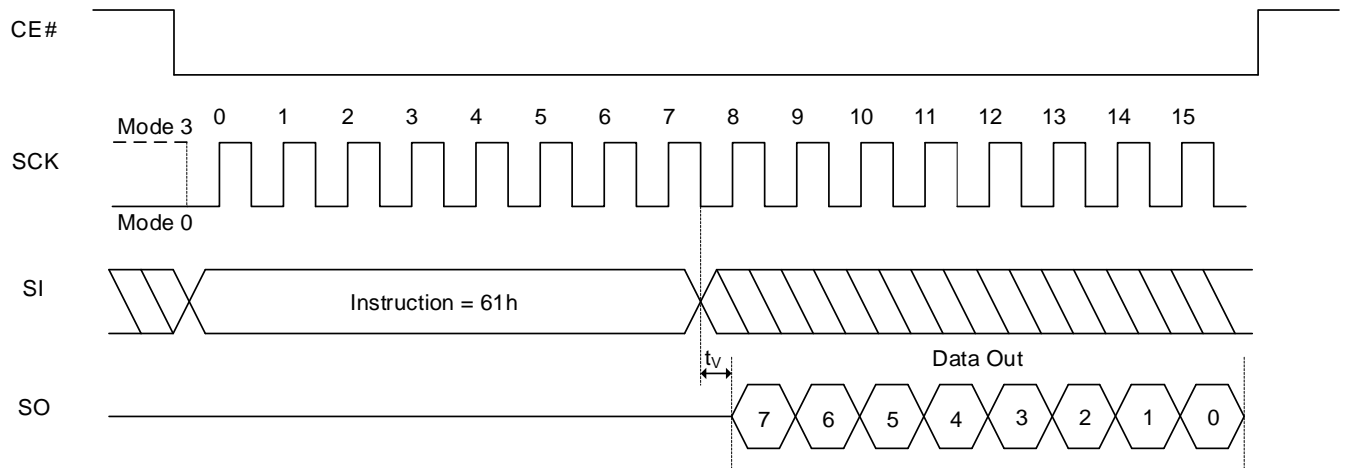 CE#
0 1 2 3 4 5 6 7 8 9 10 11 12 13 14 15
Mode 3
SCK
Mode 0
SI
Instruction = 61h
tV
Data Out
SO
7 6 5 4 3 2 1 0